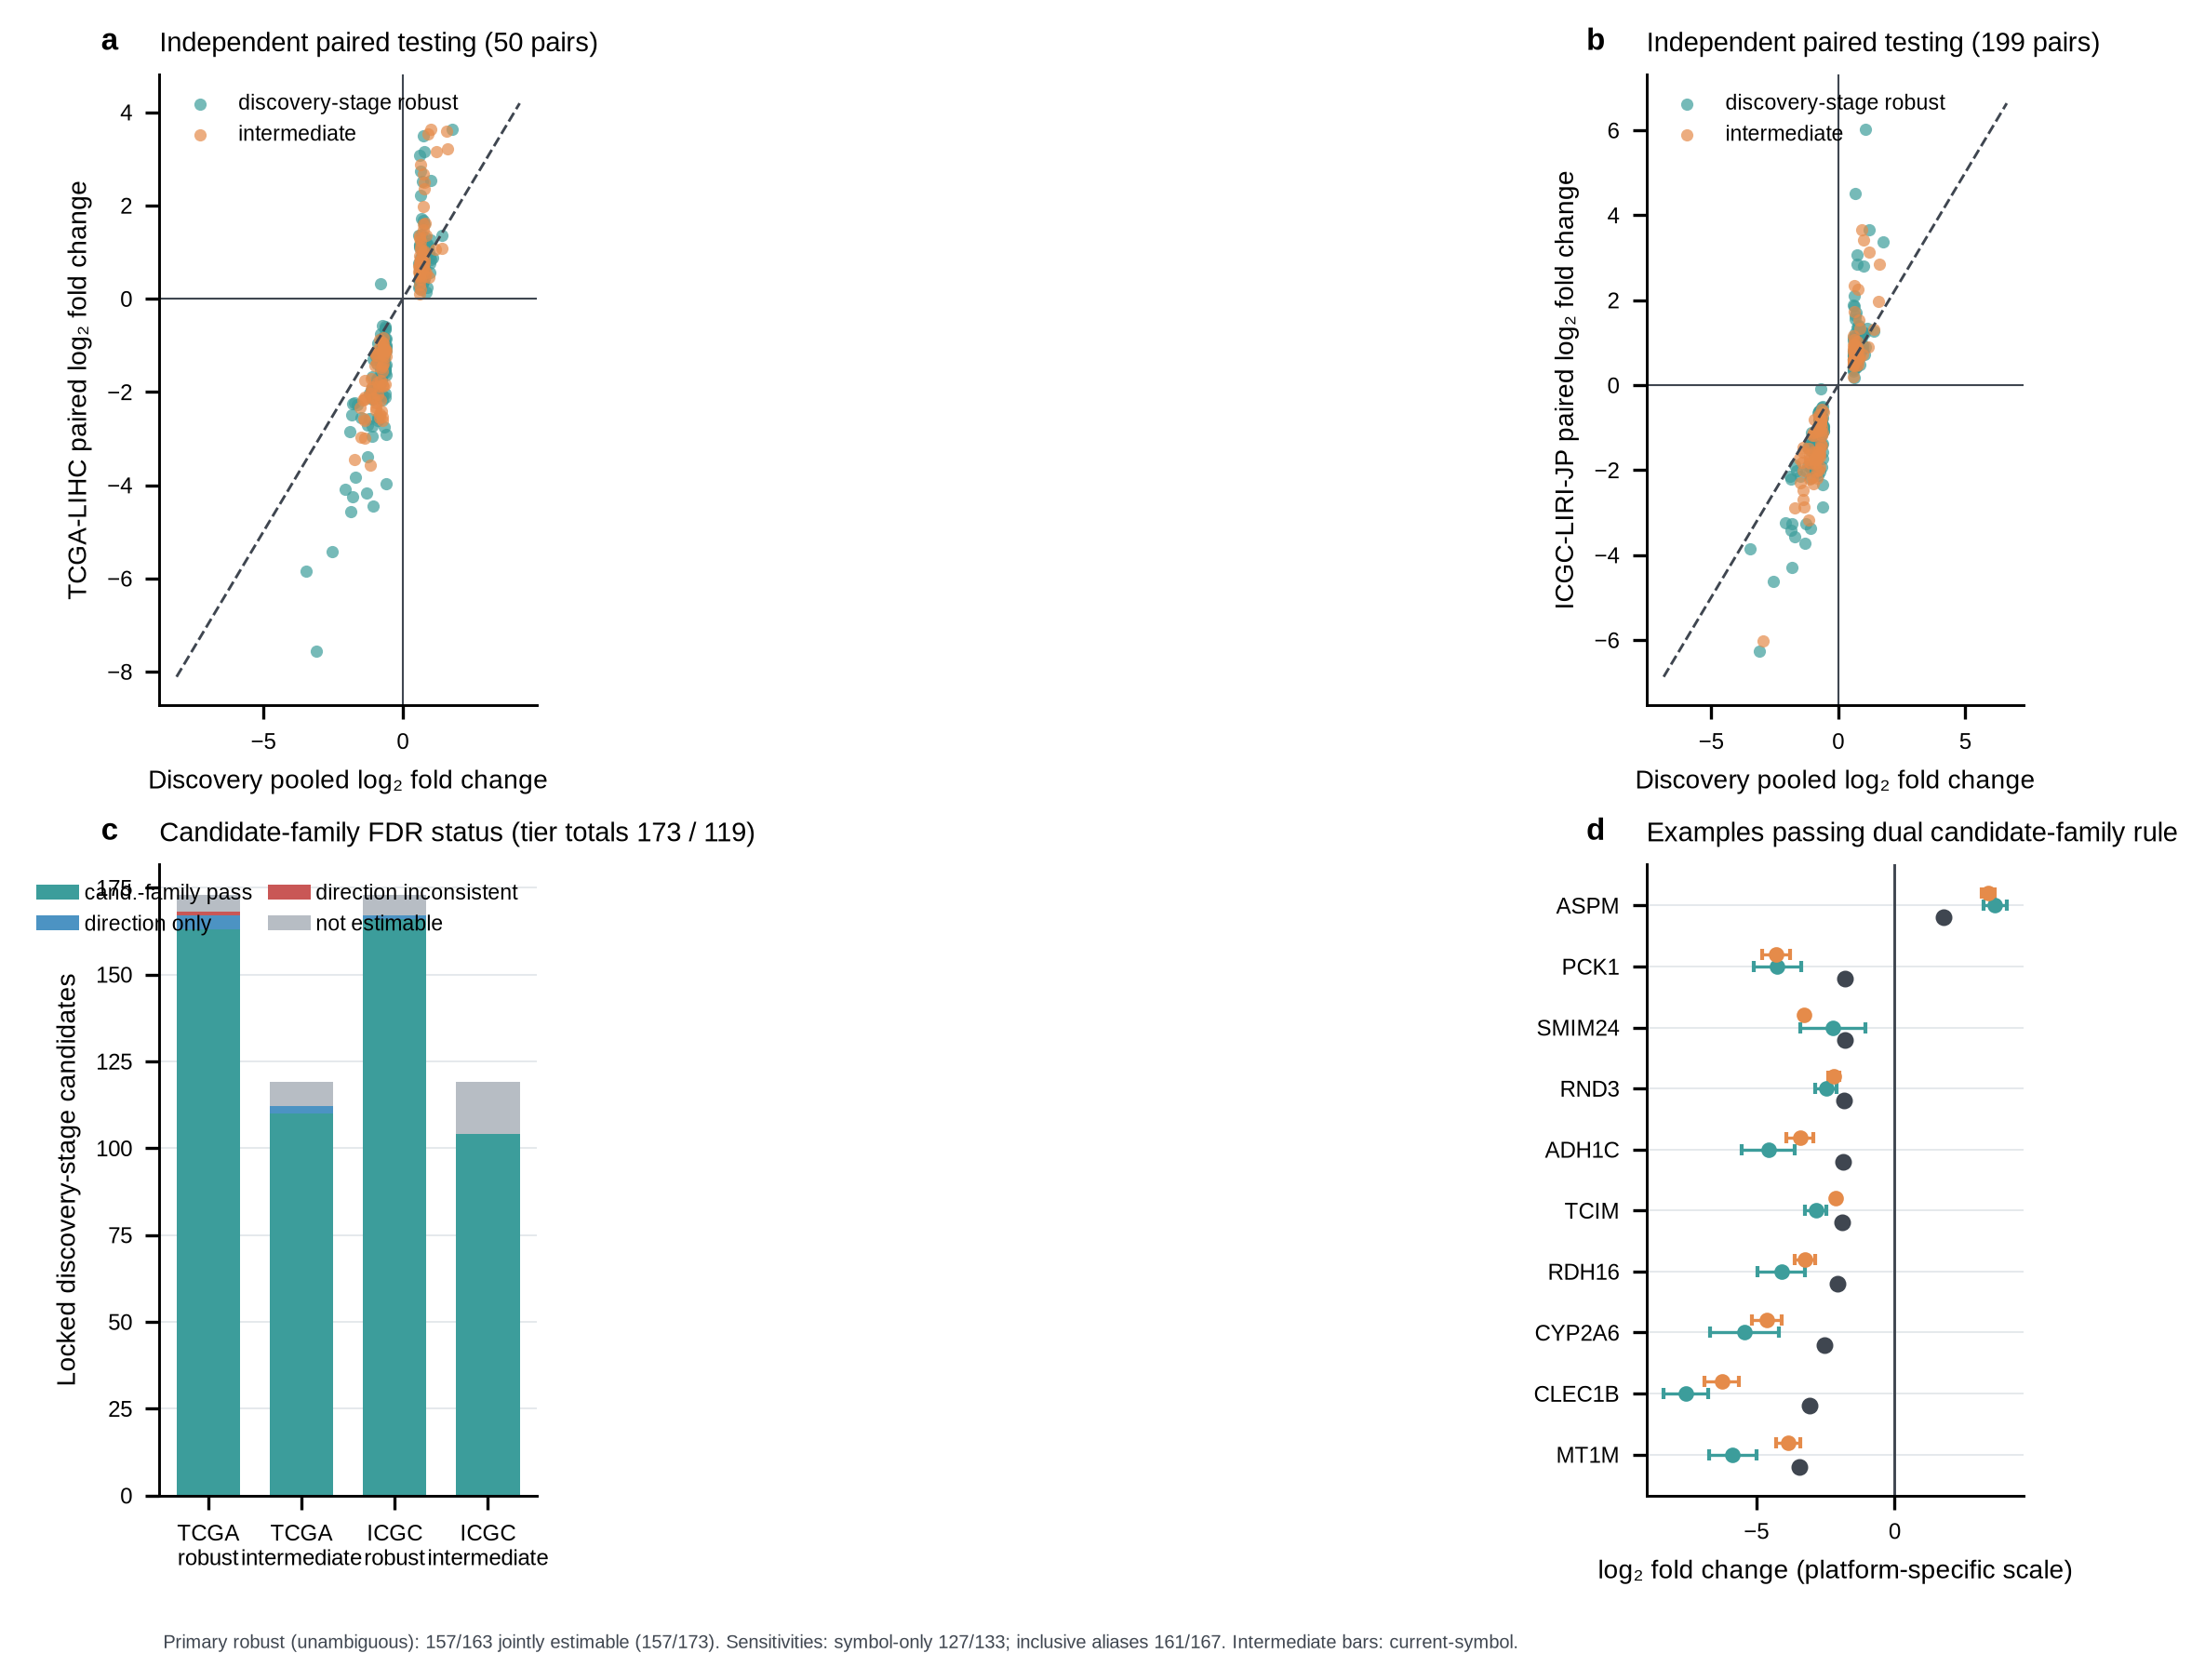 a
Independent paired testing (50 pairs)
discovery-stage robust
intermediate
TCGA-LIHC paired log₂ fold change
4
2
0
−2
−4
−6
−8
−5
0
Discovery pooled log₂ fold change
b
Independent paired testing (199 pairs)
discovery-stage robust
intermediate
ICGC-LIRI-JP paired log₂ fold change
6
4
2
0
−2
−4
−6
−5
0
5
Discovery pooled log₂ fold change
c
Candidate-family FDR status (tier totals 173 / 119)
cand.-family pass
direction inconsistent
direction only
not estimable
Locked discovery-stage candidates
175
150
125
100
75
50
25
0
TCGA
robust
TCGA
intermediate
ICGC
robust
ICGC
intermediate
d
Examples passing dual candidate-family rule
ASPM
PCK1
SMIM24
RND3
ADH1C
TCIM
RDH16
CYP2A6
CLEC1B
MT1M
−5
0
log₂ fold change (platform-specific scale)
Primary robust (unambiguous): 157/163 jointly estimable (157/173). Sensitivities: symbol-only 127/133; inclusive aliases 161/167. Intermediate bars: current-symbol.